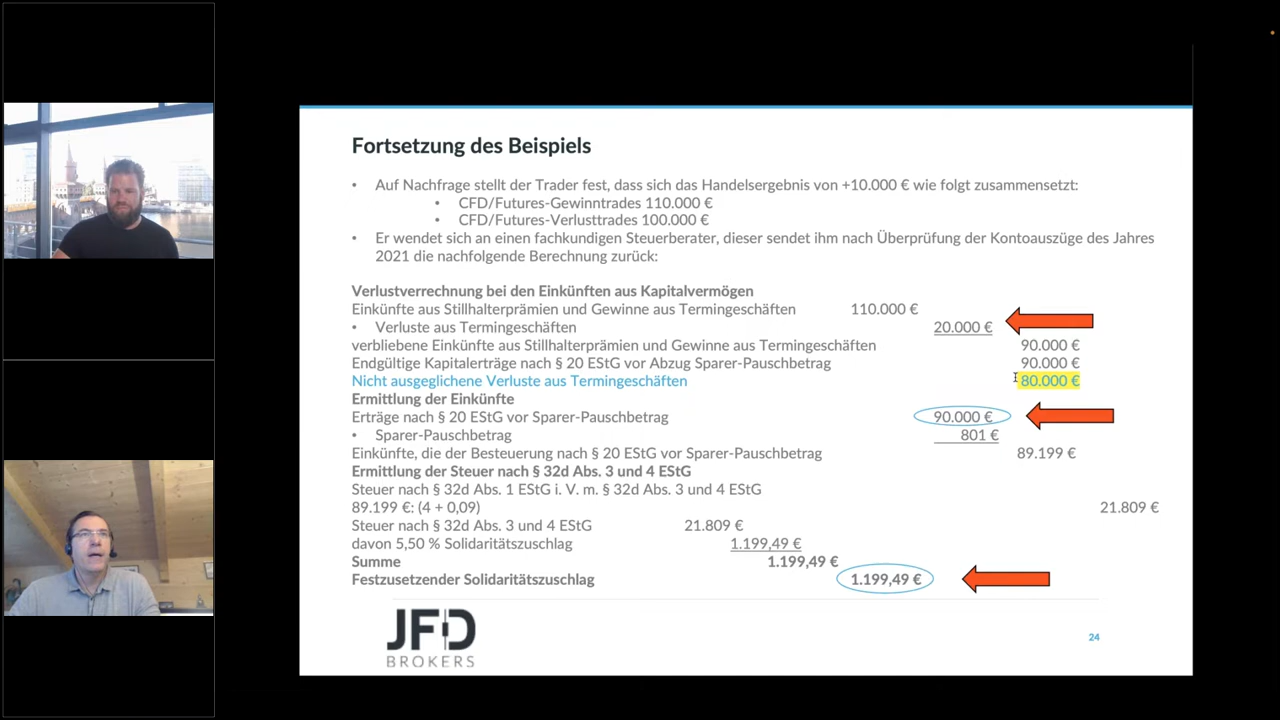 Fortsetzung des Beispiels
• Auf Nachfrage stellt der Trader fest, dass sich das Handelsergebnis von +10.000 € wie folgt zusammensetzt:
• CFD/Futures-Gewinntrades 110.000 €
• CFD/Futures-Verlusttrades 100.000 €
• Er wendet sich an einen fachkundigen Steuerberater, dieser sendet ihm nach Überprüfung der Kontoauszüge des Jahres
2021 die nachfolgende Berechnung zurück:
Verlustverrechnung bei den Einkünften aus Kapitalvermögen
Einkünfte aus Stillhalterprämien und Gewinne aus Termingeschäften 110.000 €
• Verluste aus Termingeschäften 20.000 €
verbliebene Einkünfte aus Stillhalterprämien und Gewinne aus Termingeschäften 90.000 €
Endgültige Kapitalerträge nach § 20 EStG vor Abzug Sparer-Pauschbetrag 90.000 €
Nicht ausgeglichene Verluste aus Termingeschäften 80.000 €
Ermittlung der Einkünfte
Erträge nach § 20 EStG vor Sparer-Pauschbetrag 90.000 €
• Sparer-Pauschbetrag 801 €
Einkünfte, die der Besteuerung nach § 20 EStG vor Sparer-Pauschbetrag 89.199 €
Ermittlung der Steuer nach § 32d Abs. 3 und 4 EStG
Steuer nach § 32d Abs. 1 EStG i. V. m. § 32d Abs. 3 und 4 EStG
89.199 €: (4 + 0,09) 21.809 €
Steuer nach § 32d Abs. 3 und 4 EStG 21.809 €
davon 5,50 % Solidaritätszuschlag 1.199,49 €
Summe 1.199,49 €
Festzusetzender Solidaritätszuschlag 1.199,49 €
JFD
BROKERS
24